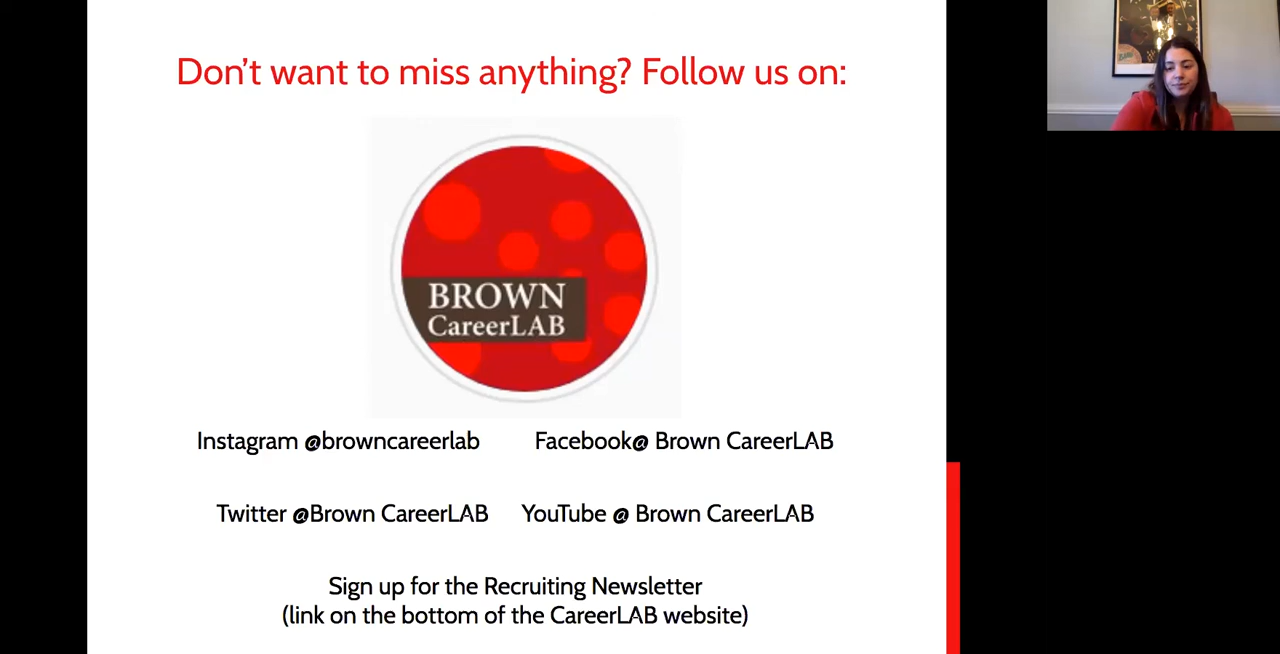 Don't want to miss anything? Follow us on:
BROWN
CareerLAB
Instagram @browncareerlab Facebook@ Brown CareerLAB
Twitter @Brown CareerLAB YouTube @ Brown CareerLAB
Sign up for the Recruiting Newsletter
(link on the bottom of the CareerLAB website)